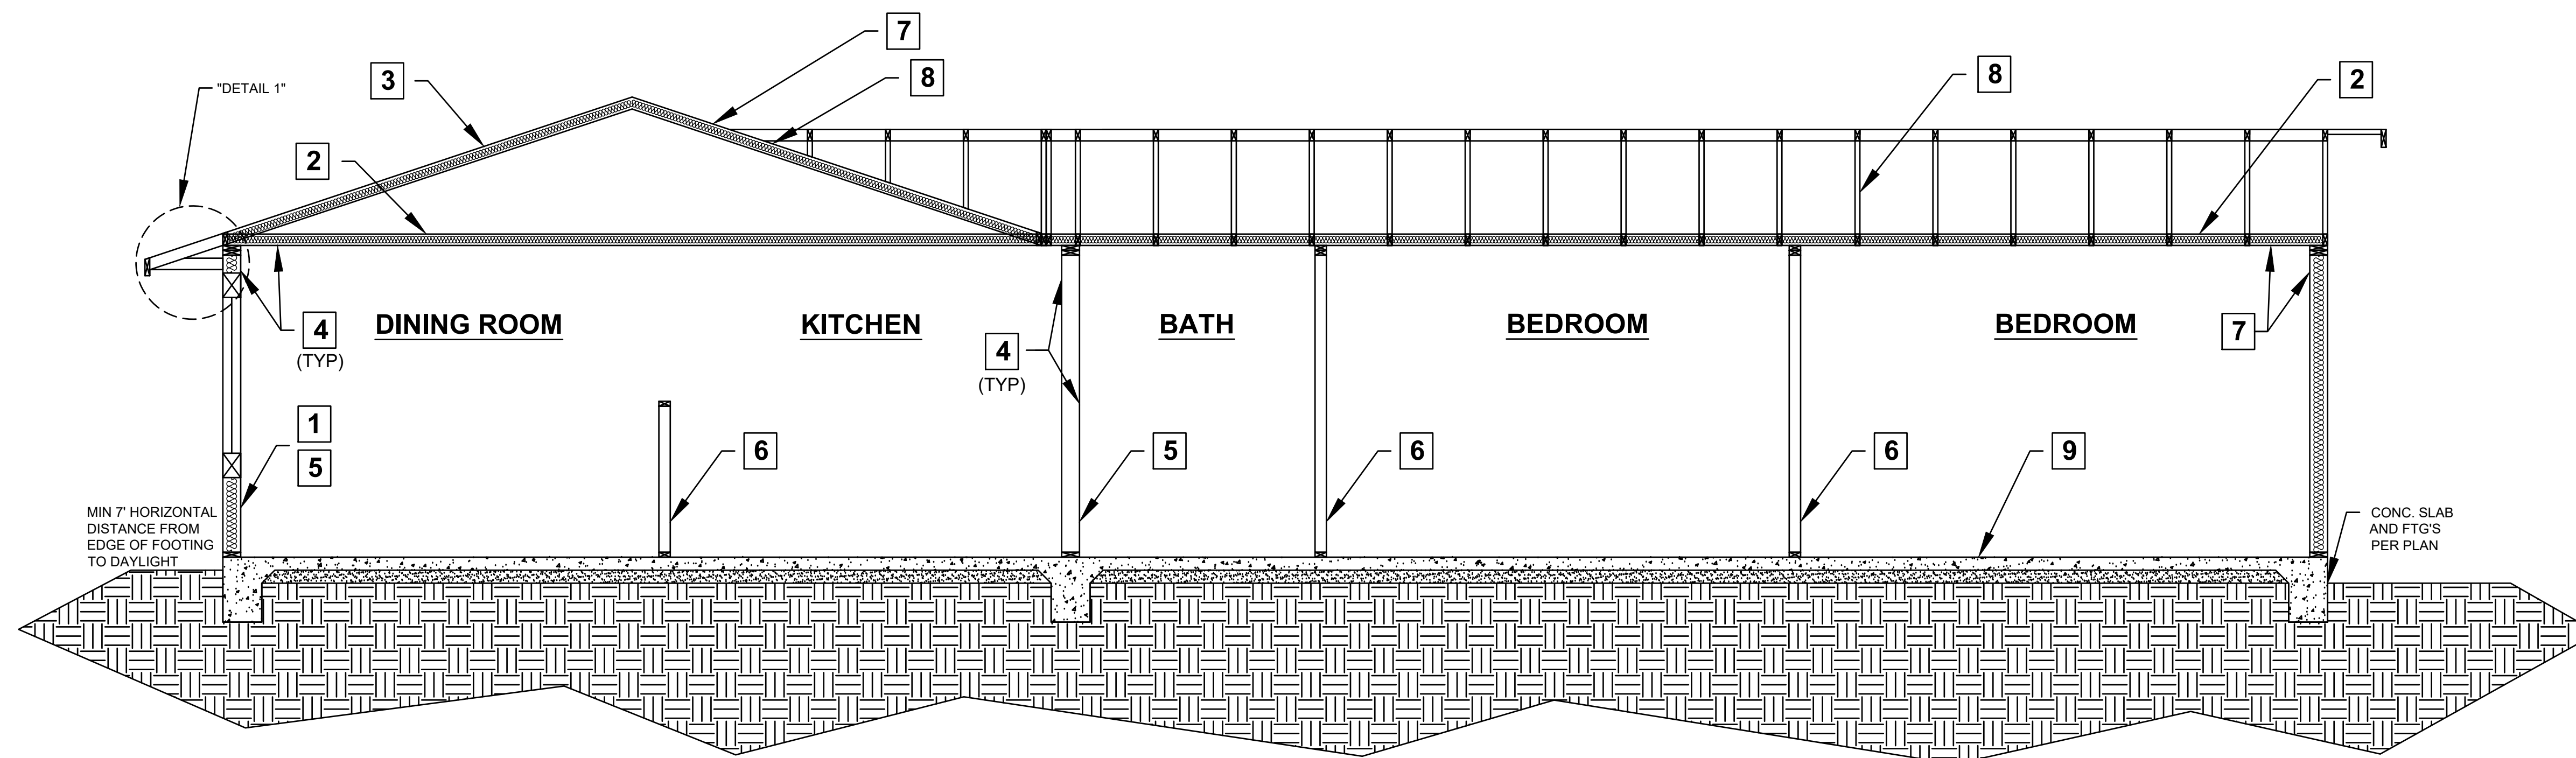 7
"DETAIL 1"
3
8
8
2
2
4
(TYP)
DINING ROOM
KITCHEN
4
(TYP)
BATH
BEDROOM
BEDROOM
7
1
5
6
5
6
6
9
MIN 7' HORIZONTAL
DISTANCE FROM
EDGE OF FOOTING
TO DAYLIGHT
CONC. SLAB
AND FTG'S
PER PLAN